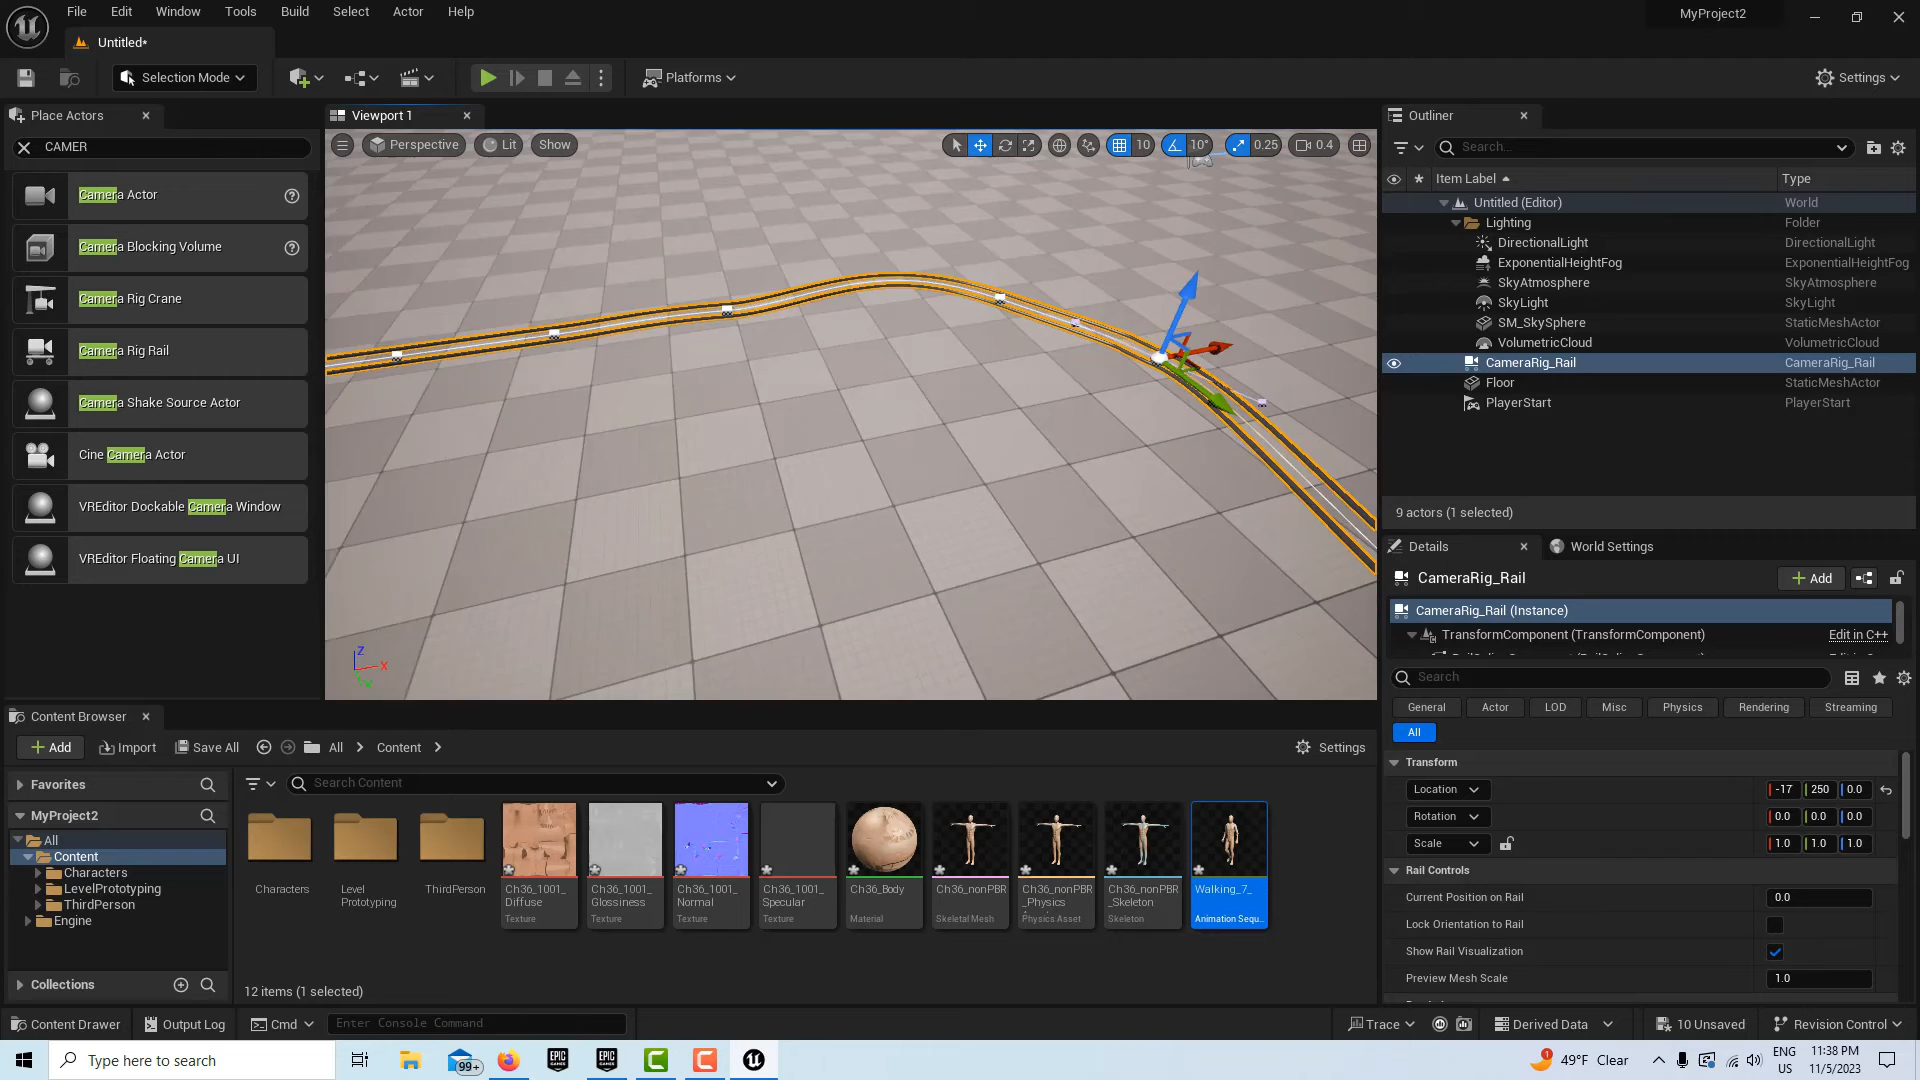 File Edit Window Tools Build Select Actor Help
MyProject2
Untitled*
Selection Mode
Platforms
Settings
Place Actors
CAMER
Camera Actor
Camera Blocking Volume
Camera Rig Crane
Camera Rig Rail
Camera Shake Source Actor
Cine Camera Actor
VREditor Dockable Camera Window
VREditor Floating Camera UI
Viewport 1
Perspective Lit Show
10 10° 0.25 0.4
Z
X
Y
Outliner
Search...
Item Label Type
Untitled (Editor) World
Lighting Folder
DirectionalLight DirectionalLight
ExponentialHeightFog ExponentialHeightFog
SkyAtmosphere SkyAtmosphere
SkyLight SkyLight
SM_SkySphere StaticMeshActor
VolumetricCloud VolumetricCloud
CameraRig_Rail CameraRig_Rail
Floor StaticMeshActor
PlayerStart PlayerStart
9 actors (1 selected)
Details World Settings
CameraRig_Rail Add
CameraRig_Rail (Instance)
TransformComponent (TransformComponent) Edit in C++
Search
General Actor LOD Misc Physics Rendering Streaming
All
Transform
Location -17 250 0.0
Rotation 0.0 0.0 0.0
Scale 1.0 1.0 1.0
Rail Controls
Current Position on Rail 0.0
Lock Orientation to Rail
Show Rail Visualization
Preview Mesh Scale 1.0
Content Browser
Add Import Save All All Content Settings
Favorites
MyProject2
All
Content
Characters
LevelPrototyping
ThirdPerson
Engine
Collections
Search Content
Characters
Level
Prototyping
ThirdPerson
Ch36_1001_
Diffuse
Texture
Ch36_1001_
Glossiness
Texture
Ch36_1001_
Normal
Texture
Ch36_1001_
Specular
Texture
Ch36_Body
Material
Ch36_nonPBR
Skeletal Mesh
Ch36_nonPBR
_Physics
Physics Asset
Ch36_nonPBR
_Skeleton
Skeleton
Walking_7_
Animation Sequ...
12 items (1 selected)
Content Drawer Output Log Cmd Enter Console Command
Trace Derived Data 10 Unsaved Revision Control
Type here to search
99+
EPIC GAMES
EPIC GAMES
1
49°F Clear
ENG
US
11:38 PM
11/5/2023